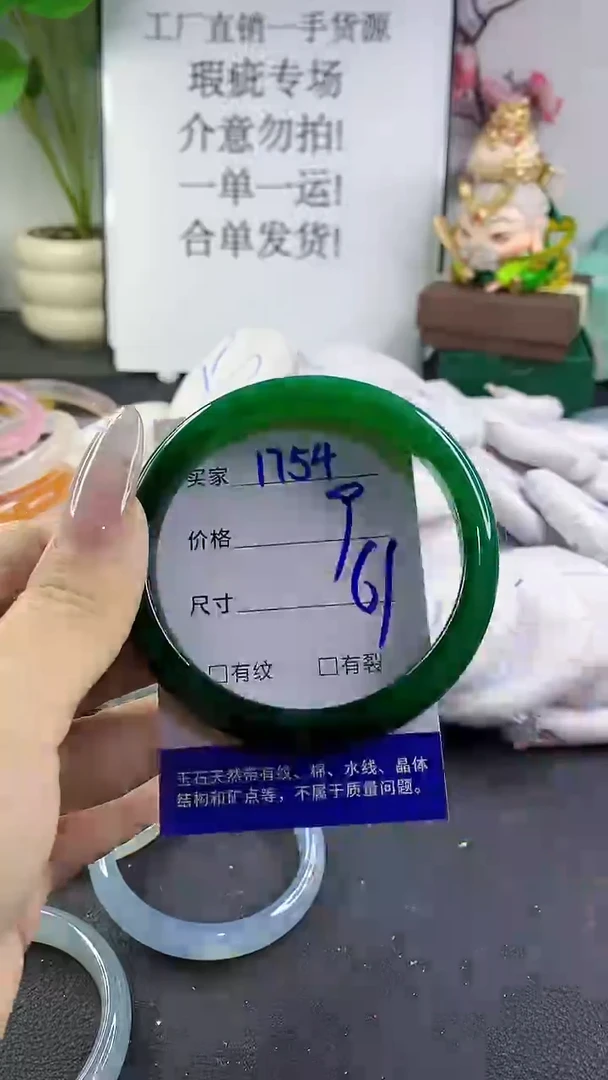 工厂直销一手货源
瑕疵专场
介意勿拍!
一单一运!
合单发货!
买家 1754
价格
尺寸 61
□有纹 □有裂
玉石天然带有纹、棉、水线、晶体
结构和矿点等，不属于质量问题。